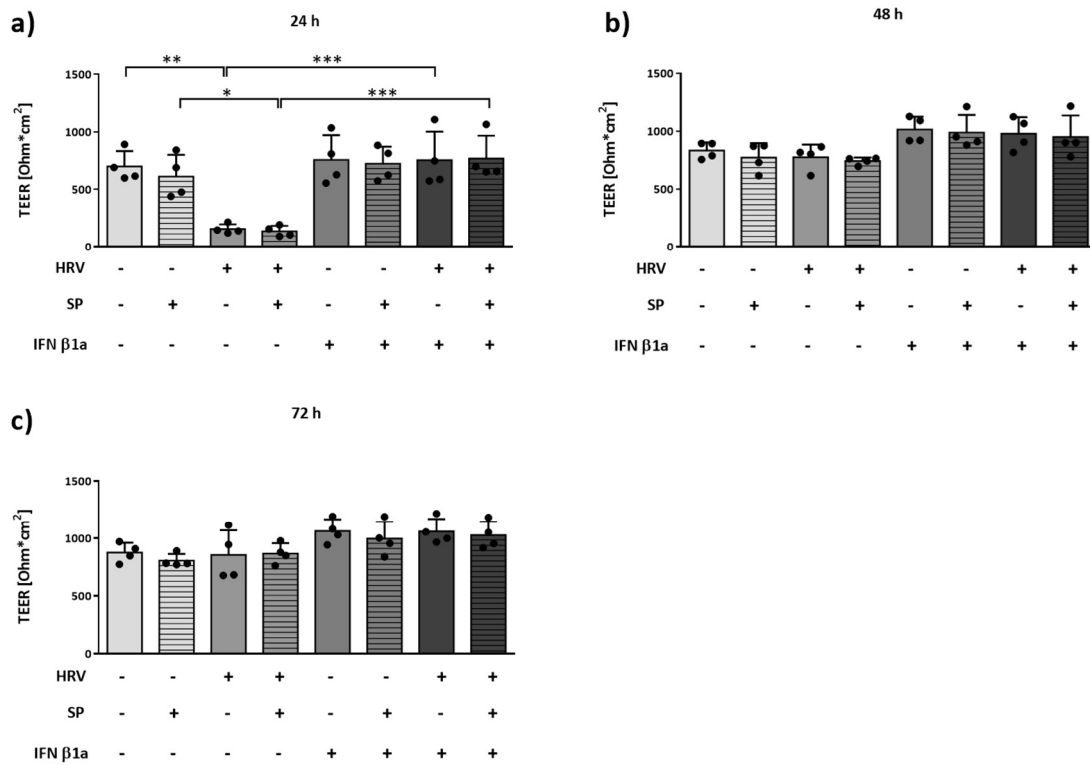 a)
24 h
** ***
* ***
TEER [Ohm*cm²]
1500
1000
500
0
HRV - - + + - - + +
SP - + - + - + - +
IFN β1a - - - - + + + +
b)
48 h
TEER [Ohm*cm²]
1500
1000
500
0
HRV - - + + - - + +
SP - + - + - + - +
IFN β1a - - - - + + + +
c)
72 h
TEER [Ohm*cm²]
1500
1000
500
0
HRV - - + + - - + +
SP - + - + - + - +
IFN β1a - - - - + + + +